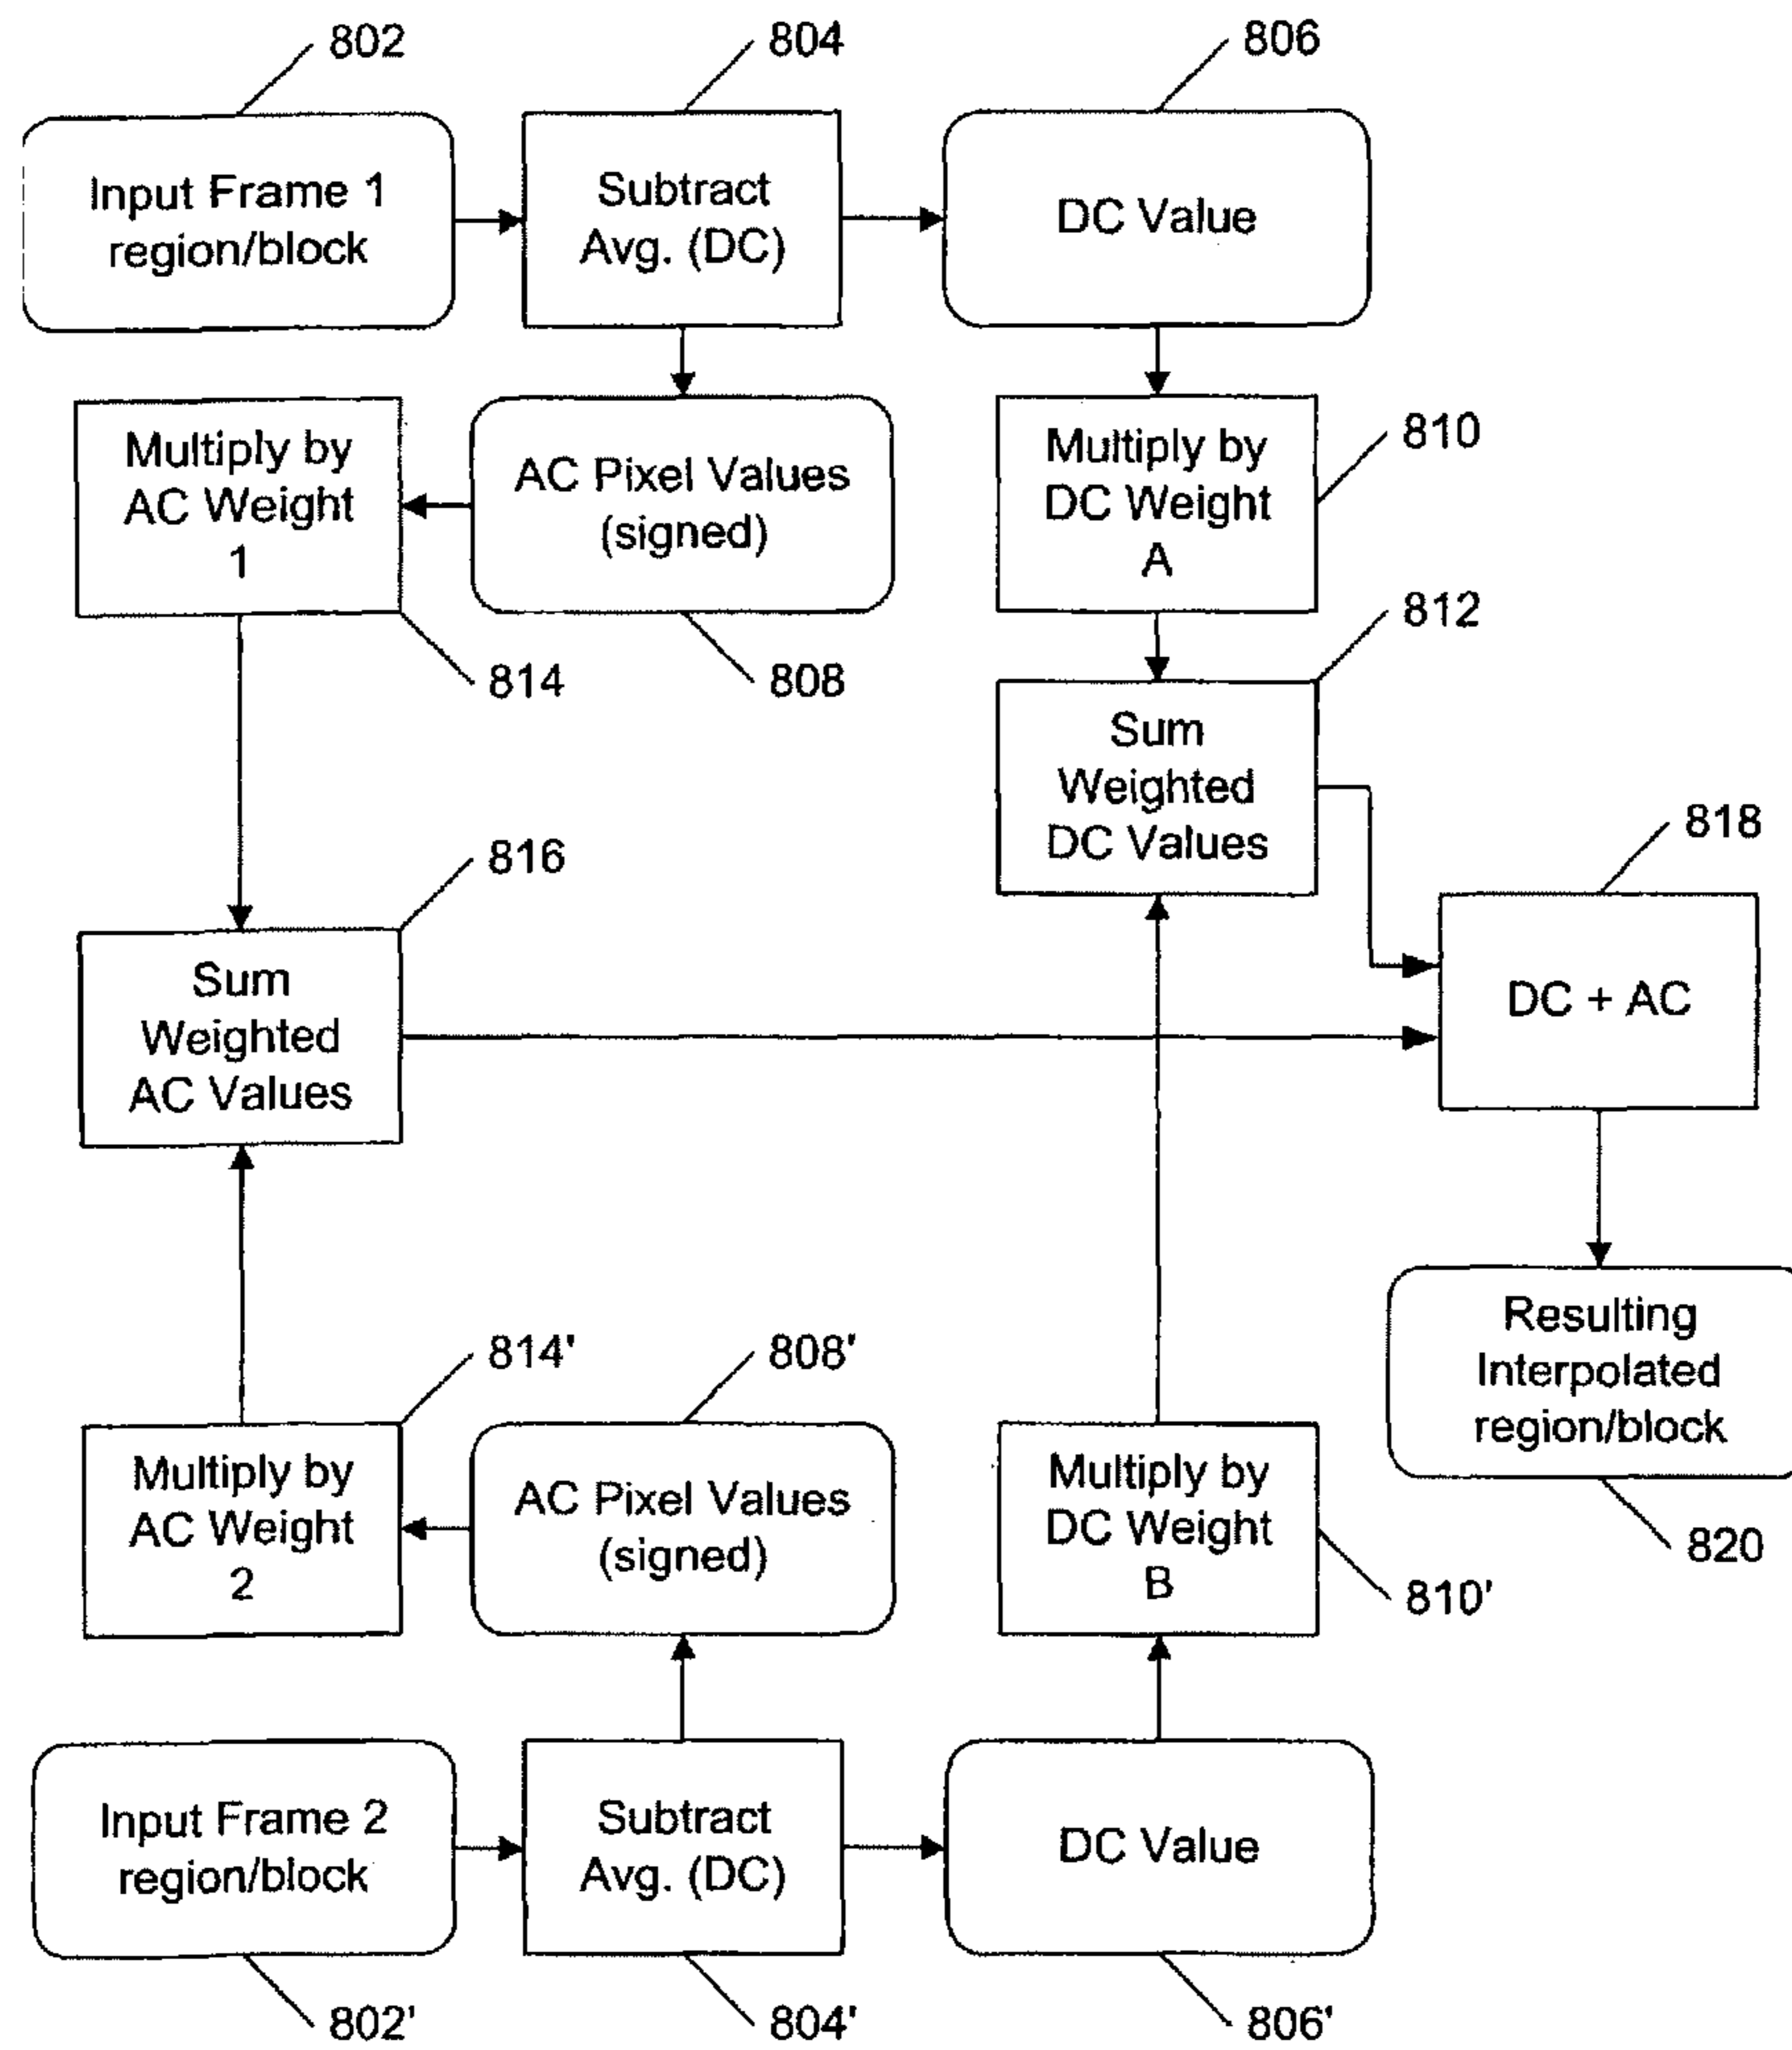 802
804
806
Input Frame 1
region/block
Subtract
Avg. (DC)
DC Value
Multiply by
AC Weight
1
AC Pixel Values
(signed)
Multiply by
DC Weight
A
810
814
808
812
Sum
Weighted
DC Values
816
818
Sum
Weighted
AC Values
DC + AC
814'
808'
Resulting
Interpolated
region/block
Multiply by
AC Weight
2
AC Pixel Values
(signed)
Multiply by
DC Weight
B
820
810'
Input Frame 2
region/block
Subtract
Avg. (DC)
DC Value
802'
804'
806'